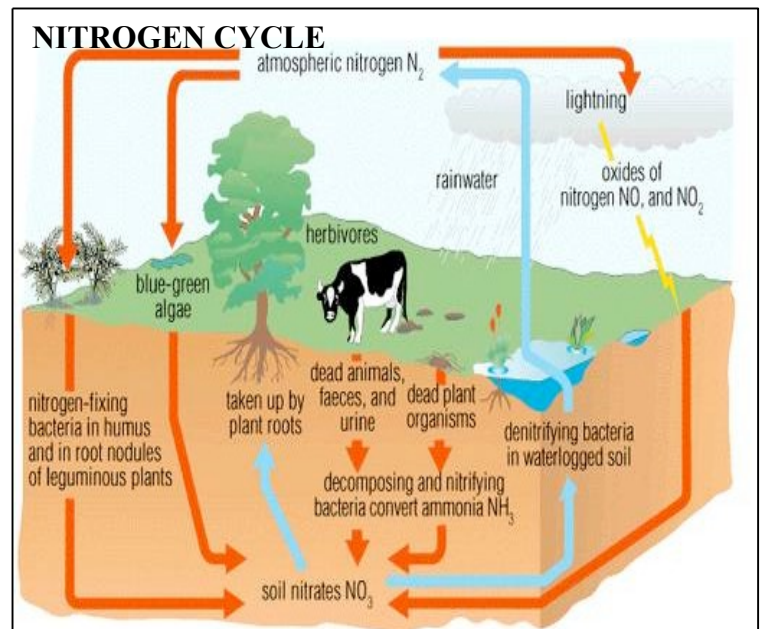 NITROGEN CYCLE
atmospheric nitrogen N₂
lightning
oxides of
nitrogen NO, and NO₂
rainwater
herbivores
blue-green
algae
nitrogen-fixing
bacteria in humus
and in root nodules
of leguminous plants
taken up by
plant roots
dead animals,
faeces, and
urine
dead plant
organisms
decomposing and nitrifying
bacteria convert ammonia NH₃
denitrifying bacteria
in waterlogged soil
soil nitrates NO₃